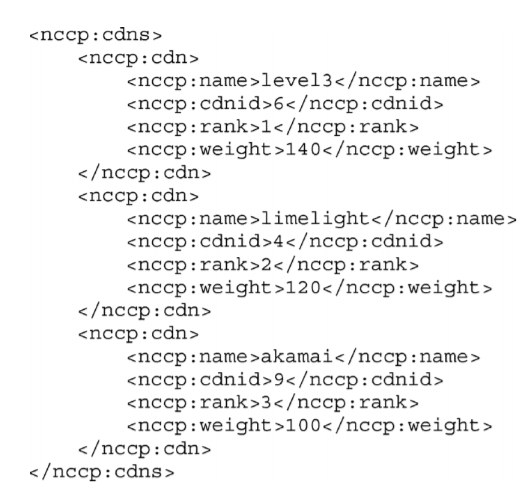 <nccp:cdns>
    <nccp:cdn>
        <nccp:name>level3</nccp:name>
        <nccp:cdnid>6</nccp:cdnid>
        <nccp:rank>1</nccp:rank>
        <nccp:weight>140</nccp:weight>
    </nccp:cdn>
    <nccp:cdn>
        <nccp:name>limelight</nccp:name>
        <nccp:cdnid>4</nccp:cdnid>
        <nccp:rank>2</nccp:rank>
        <nccp:weight>120</nccp:weight>
    </nccp:cdn>
    <nccp:cdn>
        <nccp:name>akamai</nccp:name>
        <nccp:cdnid>9</nccp:cdnid>
        <nccp:rank>3</nccp:rank>
        <nccp:weight>100</nccp:weight>
    </nccp:cdn>
</nccp:cdns>